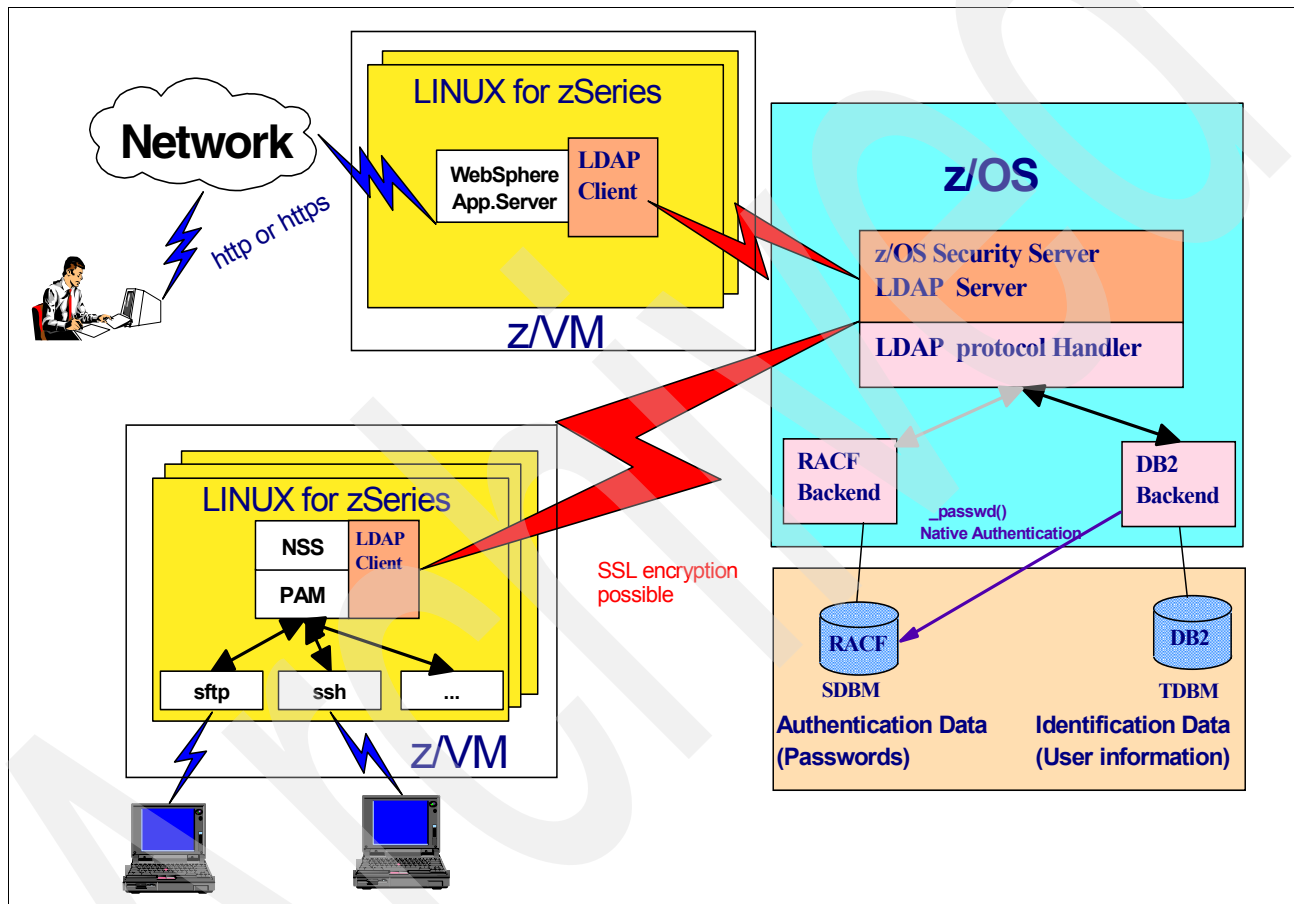 LINUX for zSeries
Network
WebSphere
App.Server
LDAP
Client
http or https
z/VM
z/OS
z/OS Security Server
LDAP Server
LDAP protocol Handler
RACF
Backend
DB2
Backend
_passwd()
Native Authentication
LINUX for zSeries
NSS
PAM
LDAP
Client
sftp
ssh
...
z/VM
SSL encryption
possible
RACF
SDBM
DB2
TDBM
Authentication Data
(Passwords)
Identification Data
(User information)
Archived